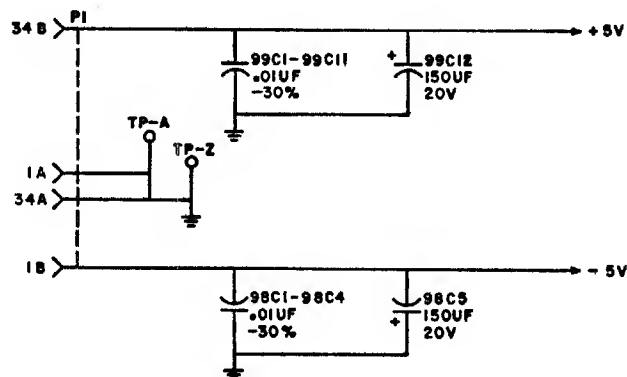 P1
34B
+5V
99C1-99C11
.01UF
-30%
+
99C12
150UF
20V
TP-A
TP-Z
1A
34A
1B
-5V
98C1-98C4
.01UF
-30%
+
98C5
150UF
20V